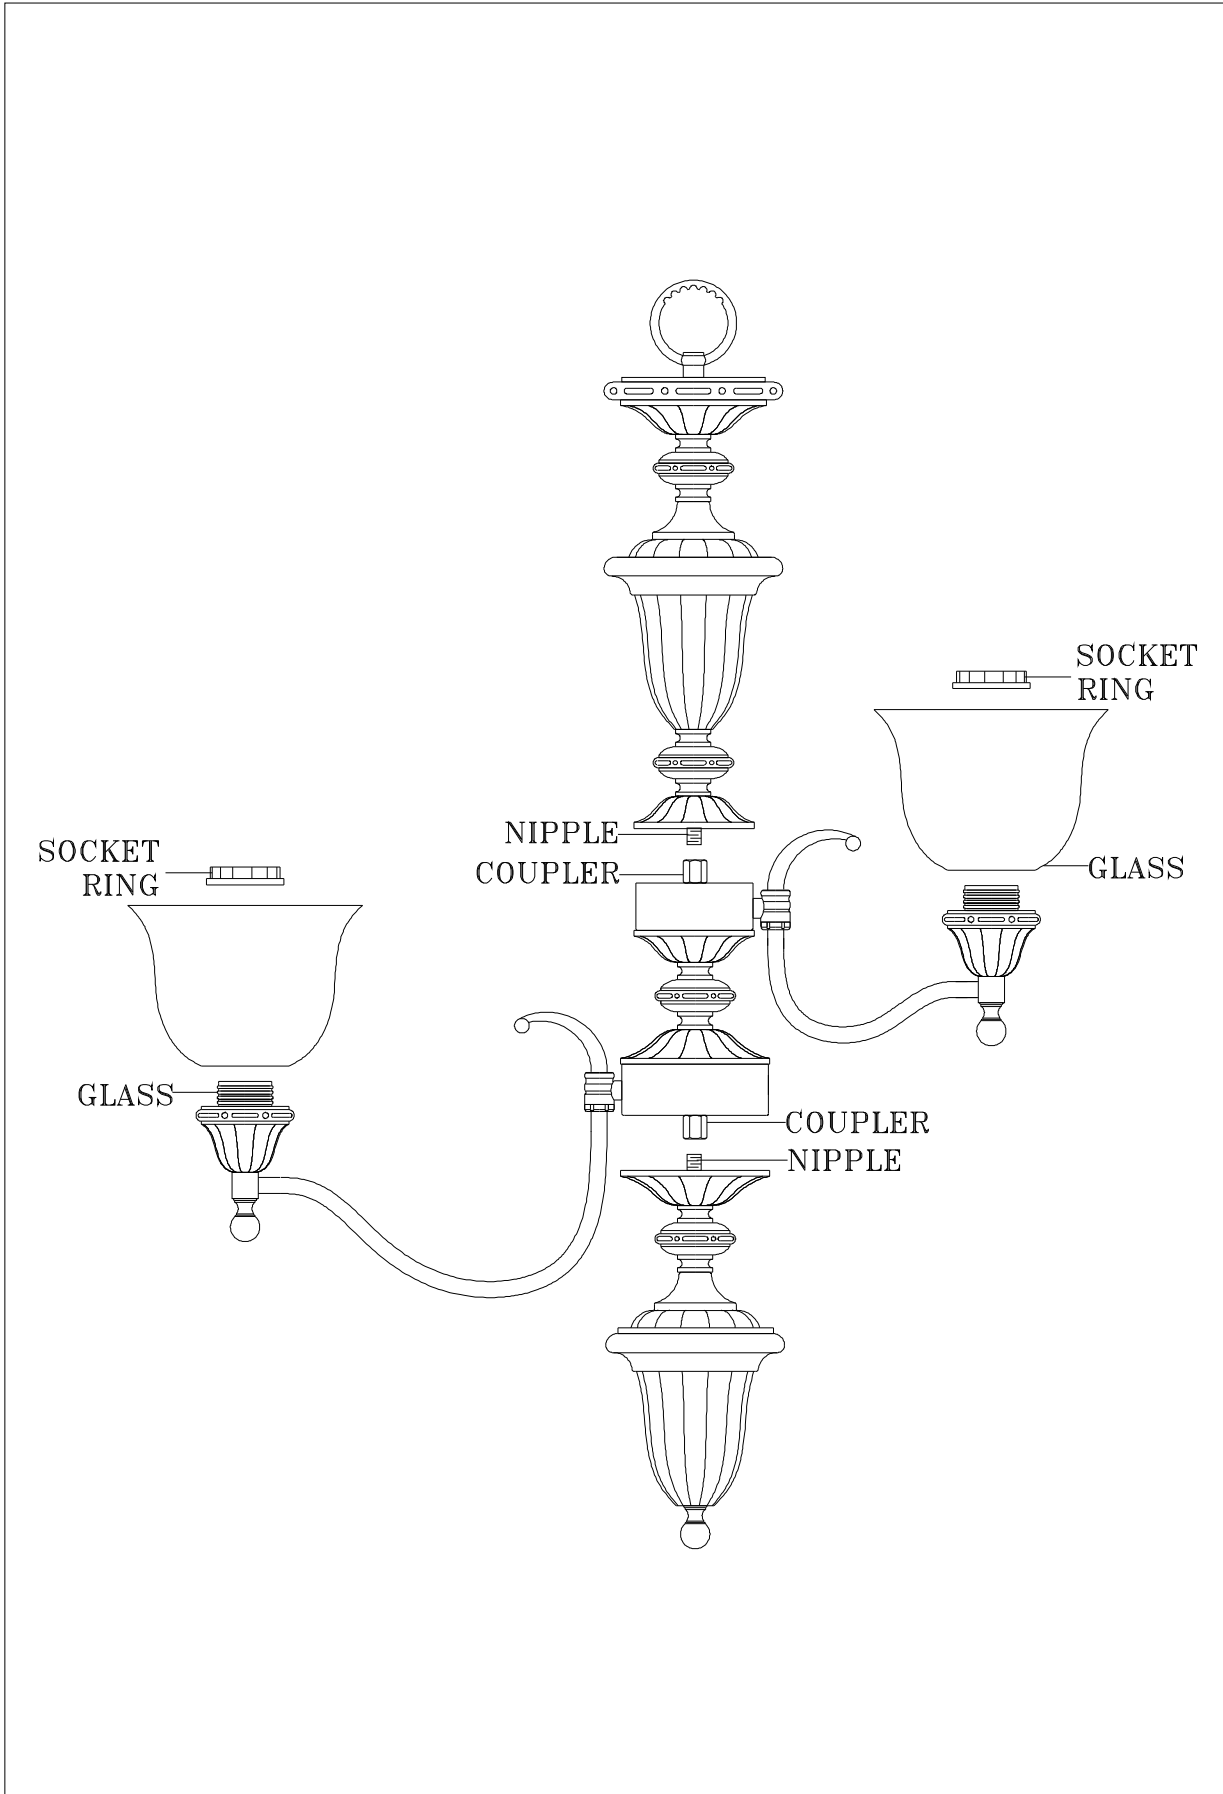 SOCKET
RING
NIPPLE
SOCKET
RING
COUPLER
GLASS
GLASS
COUPLER
NIPPLE